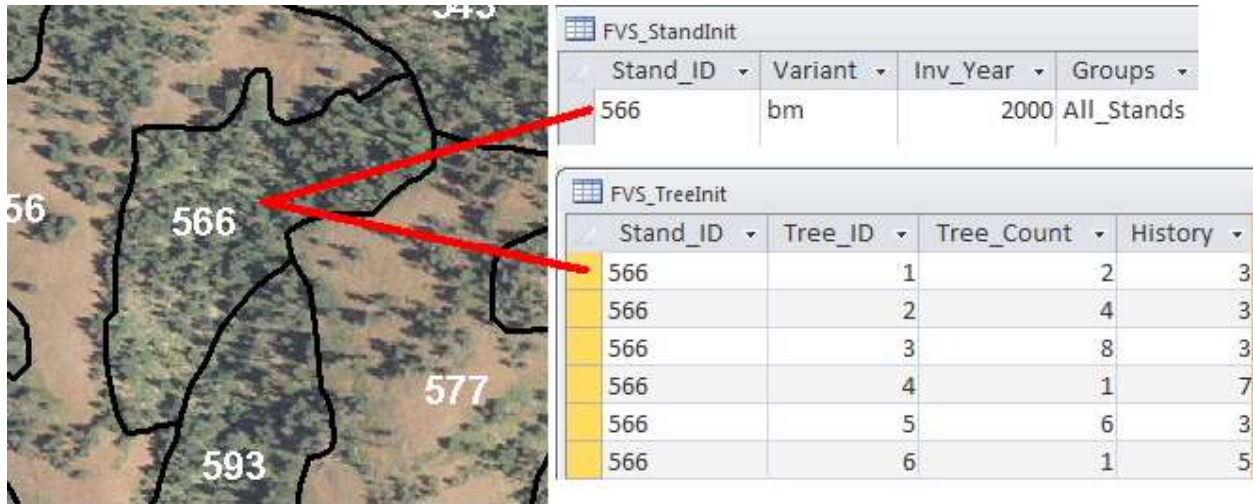 566
577
593
FVS_StandInit
Stand_ID Variant Inv_Year Groups
566 bm 2000 All_Stands
FVS_TreeInit
Stand_ID Tree_ID Tree_Count History
566 1 2 3
566 2 4 3
566 3 8 3
566 4 1 7
566 5 6 3
566 6 1 5